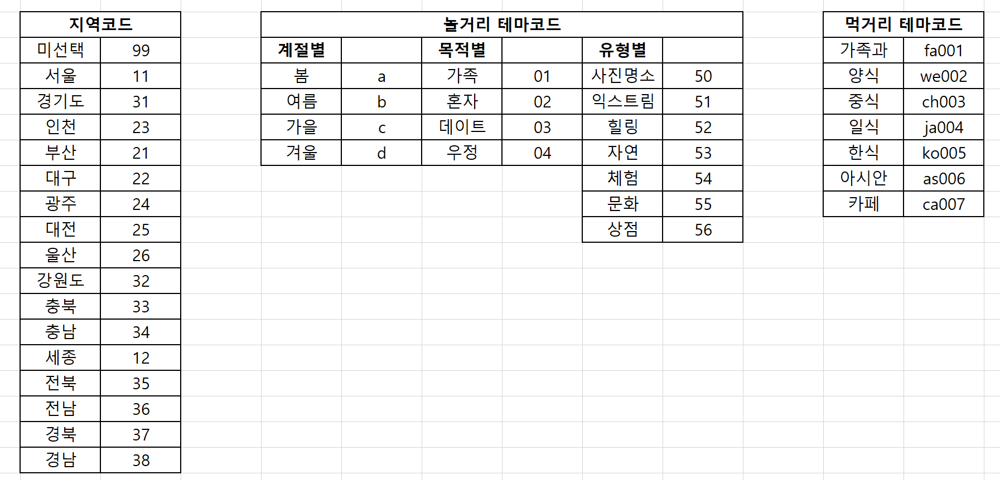 지역코드 놀거리 테마코드 먹거리 테마코드
미선택 99 계절별 목적별 유형별 가족과 fa001
서울 11 봄 a 가족 01 사진명소 50 양식 we002
경기도 31 여름 b 혼자 02 익스트림 51 중식 ch003
인천 23 가을 c 데이트 03 힐링 52 일식 ja004
부산 21 겨울 d 우정 04 자연 53 한식 ko005
대구 22 체험 54 아시안 as006
광주 24 문화 55 카페 ca007
대전 25 상점 56
울산 26
강원도 32
충북 33
충남 34
세종 12
전북 35
전남 36
경북 37
경남 38